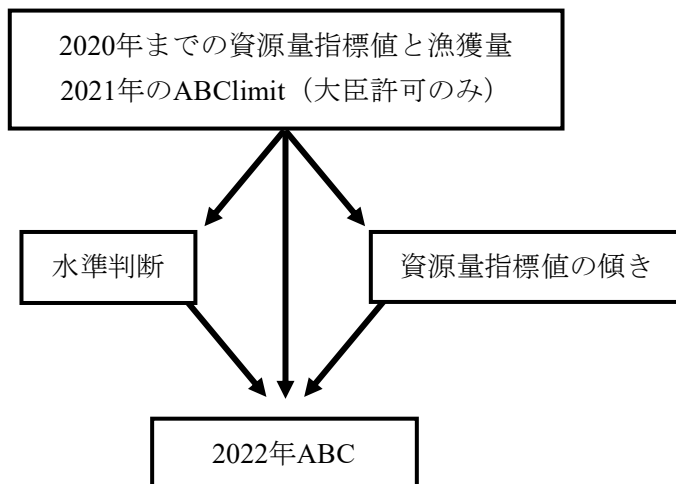 2020年までの資源量指標値と漁獲量
2021年のABClimit（大臣許可のみ）
水準判断
資源量指標値の傾き
2022年ABC